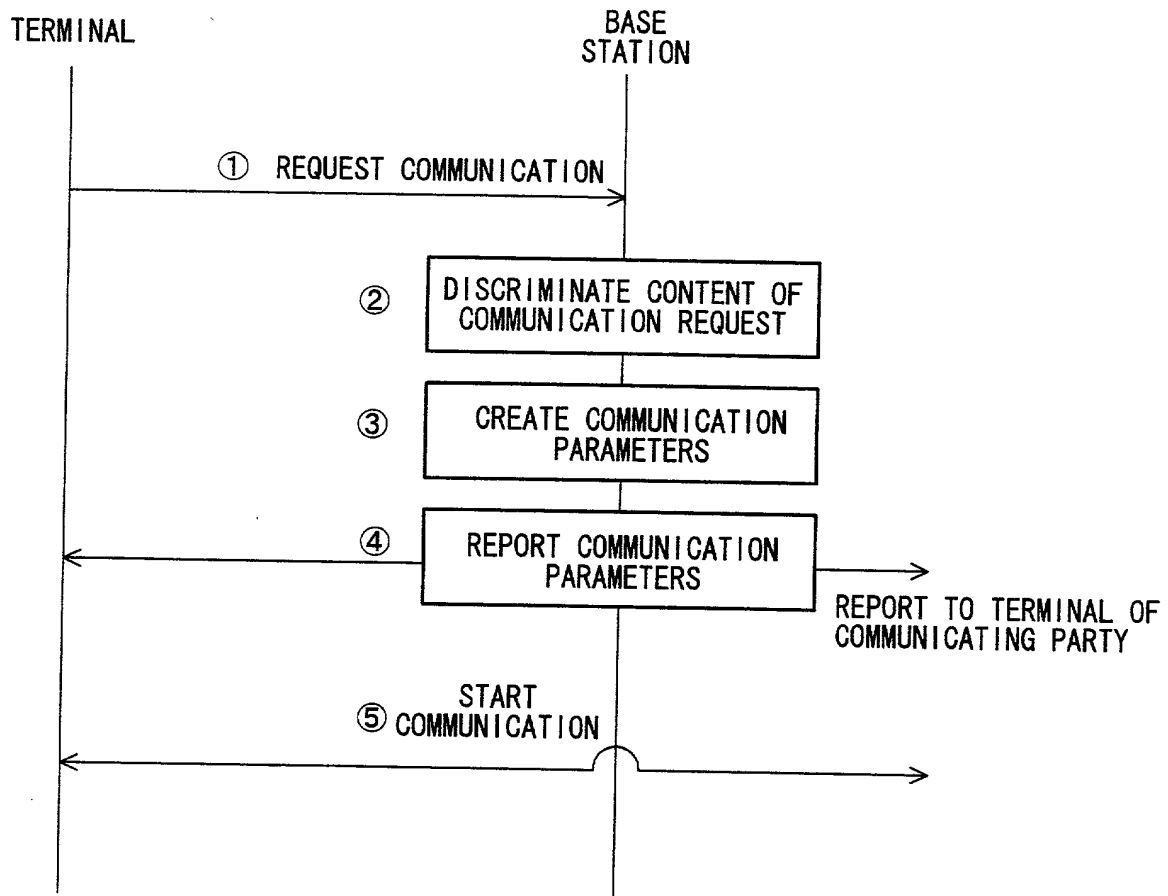 TERMINAL
BASE
STATION
① REQUEST COMMUNICATION
②
DISCRIMINATE CONTENT OF
COMMUNICATION REQUEST
③
CREATE COMMUNICATION
PARAMETERS
④
REPORT COMMUNICATION
PARAMETERS
REPORT TO TERMINAL OF
COMMUNICATING PARTY
START
⑤ COMMUNICATION